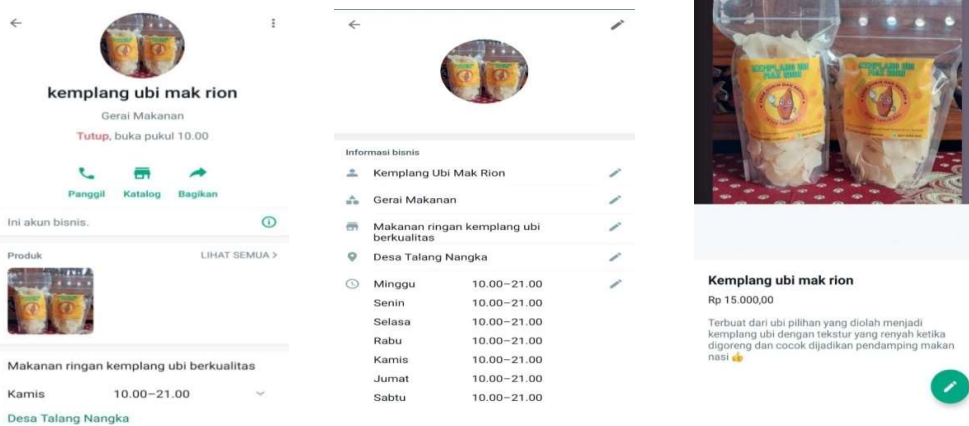 kemplang ubi mak rion
Gerai Makanan
Tutup, buka pukul 10.00
Panggil Katalog Bagikan
Ini akun bisnis.
Produk LIHAT SEMUA >
Makanan ringan kemplang ubi berkualitas
Kamis 10.00–21.00
Desa Talang Nangka
Informasi bisnis
Kemplang Ubi Mak Rion
Gerai Makanan
Makanan ringan kemplang ubi
berkualitas
Desa Talang Nangka
Minggu 10.00–21.00
Senin 10.00–21.00
Selasa 10.00–21.00
Rabu 10.00–21.00
Kamis 10.00–21.00
Jumat 10.00–21.00
Sabtu 10.00–21.00
KEMPLANG UBI
MAK RION
KEMPLANG UBI
MAK RION
Kemplang ubi mak rion
Rp 15.000,00
Terbuat dari ubi pilihan yang diolah menjadi
kemplang ubi dengan tekstur yang renyah ketika
digoreng dan cocok dijadikan pendamping makan
nasi 👍